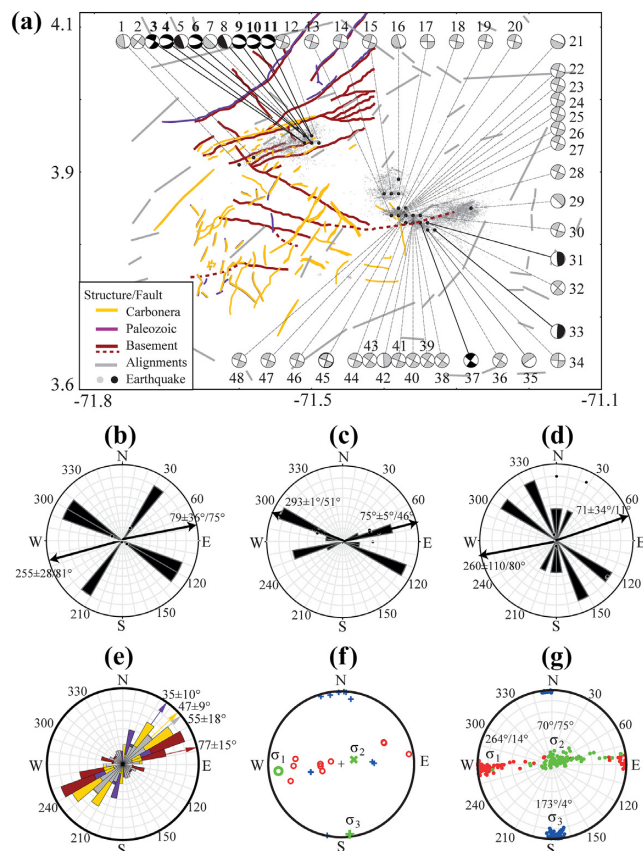 (a)
1 2 3 4 5 6 7 8 9 10 11 12 13 14 15 16 17 18 19 20 21
4.1
22
23
24
25
26
27
3.9
28
29
30
31
32
33
Structure/Fault
Carbonera
Paleozoic
Basement
Alignments
Earthquake
43 41 39
48 47 46 45 44 42 40 38 37 36 35 34
3.6
-71.8 -71.5 -71.1
(b)
N
330 30
300 60
79±36°/75°
W E
255±28/81°
240 120
210 150
S
(c)
N
330 30
300 60
293±1°/51° 75°±5°/46°
W E
240 120
210 150
S
(d)
N
330 30
300 60
71±34°/11°
W E
260±110/80°
240 120
210 150
S
(e)
N
330
35±10°
47±9°
55±18°
300
77±15°
W E
240 120
210 150
S
(f)
N
σ1 σ2
W + E
σ3
S
(g)
N
330 30
300 60
70°/75°
264°/14° σ2
σ1
W E
173°/4°
240 120
σ3
210 150
S